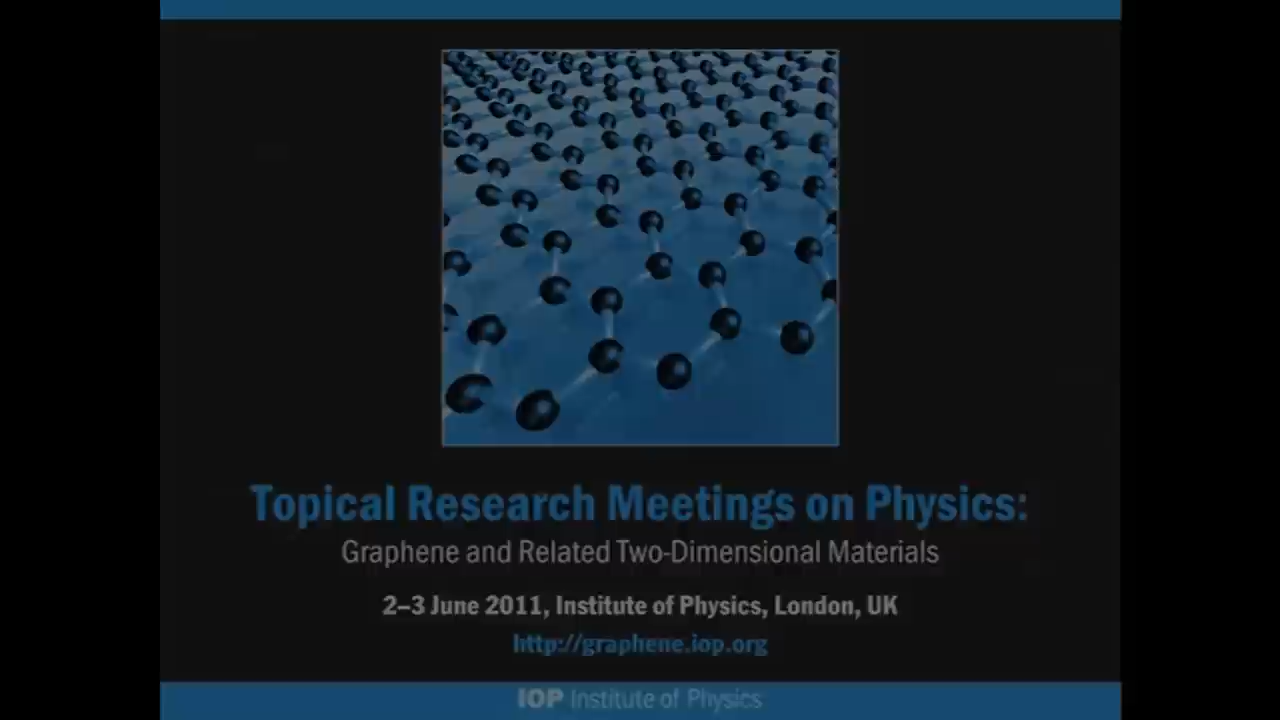 Topical Research Meetings on Physics:
Graphene and Related Two-Dimensional Materials
2–3 June 2011, Institute of Physics, London, UK
http://graphene.iop.org
IOP Institute of Physics